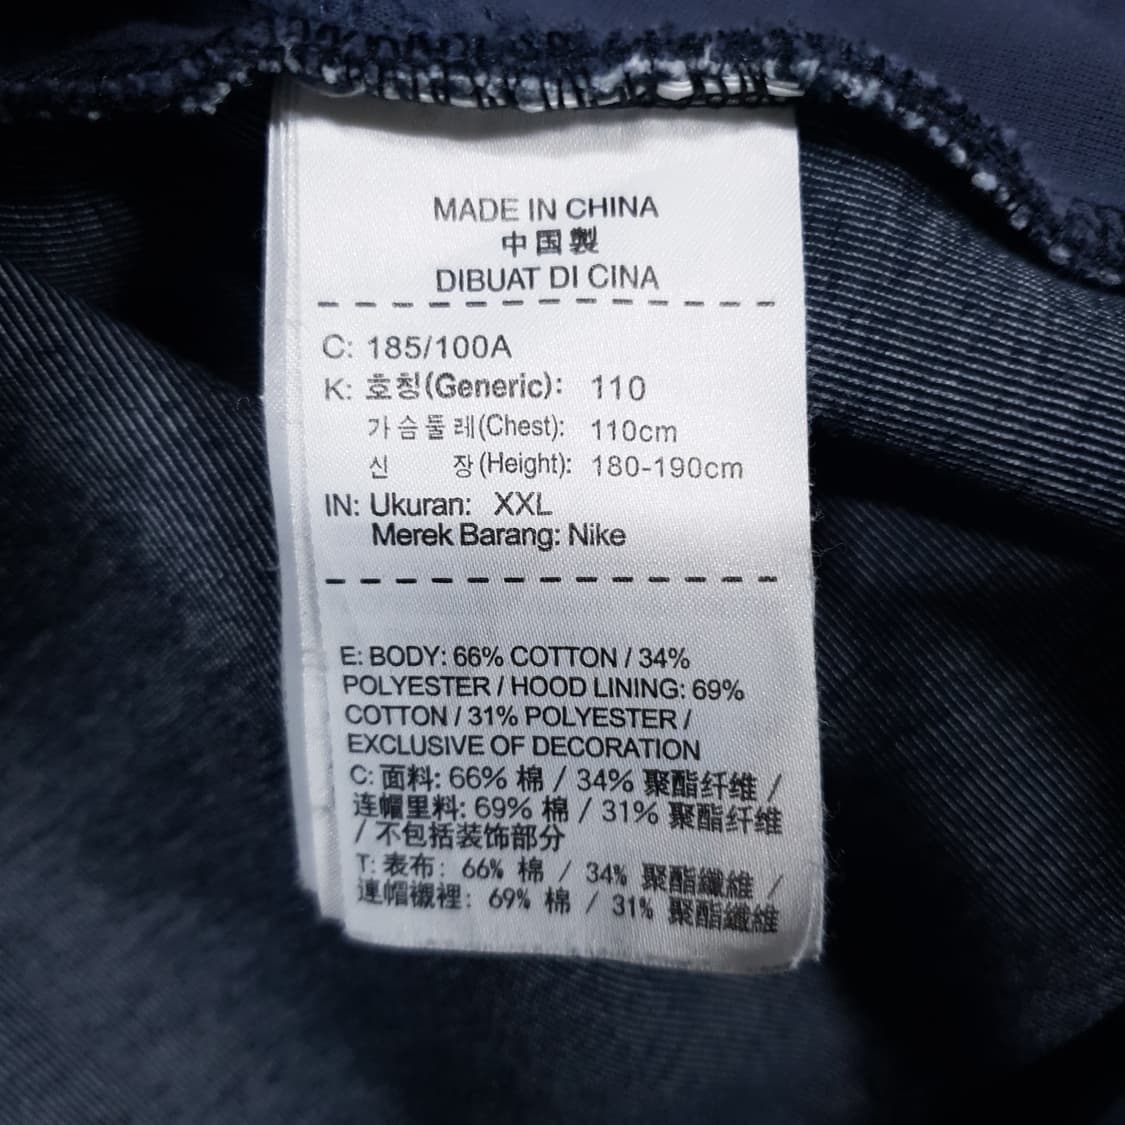 MADE IN CHINA
中国製
DIBUAT DI CINA
C: 185/100A
K: 호칭(Generic): 110
가슴둘레(Chest): 110cm
신 장(Height): 180-190cm
IN: Ukuran: XXL
Merek Barang: Nike
E: BODY: 66% COTTON / 34%
POLYESTER / HOOD LINING: 69%
COTTON / 31% POLYESTER /
EXCLUSIVE OF DECORATION
C: 面料: 66% 棉 / 34% 聚酯纤维 /
连帽里料: 69% 棉 / 31% 聚酯纤维
/ 不包括装饰部分
T: 表布: 66% 棉 / 34% 聚酯纖維 /
連帽襯裡: 69% 棉 / 31% 聚酯纖維